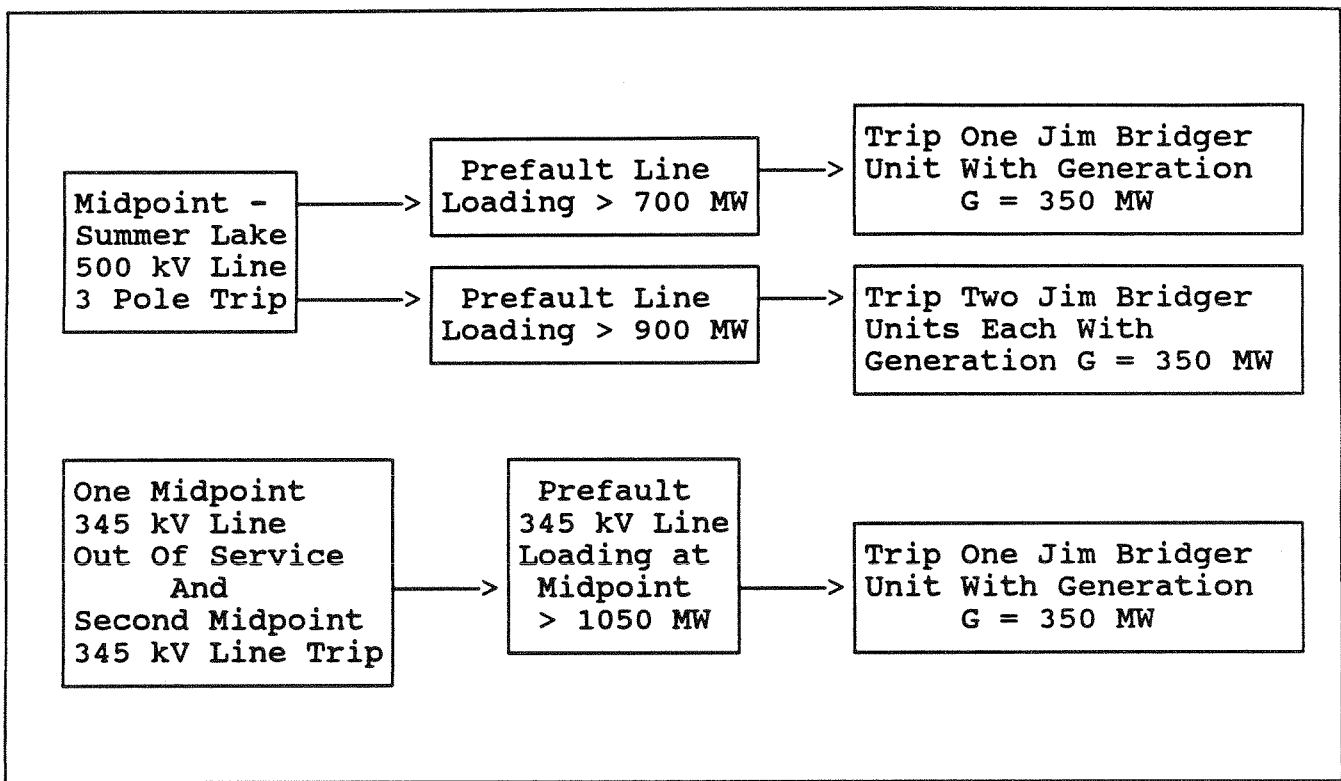 Midpoint -
Summer Lake
500 kV Line
3 Pole Trip
Prefault Line
Loading > 700 MW
Trip One Jim Bridger
Unit With Generation
G = 350 MW
Prefault Line
Loading > 900 MW
Trip Two Jim Bridger
Units Each With
Generation G = 350 MW
One Midpoint
345 kV Line
Out Of Service
And
Second Midpoint
345 kV Line Trip
Prefault
345 kV Line
Loading at
Midpoint
> 1050 MW
Trip One Jim Bridger
Unit With Generation
G = 350 MW